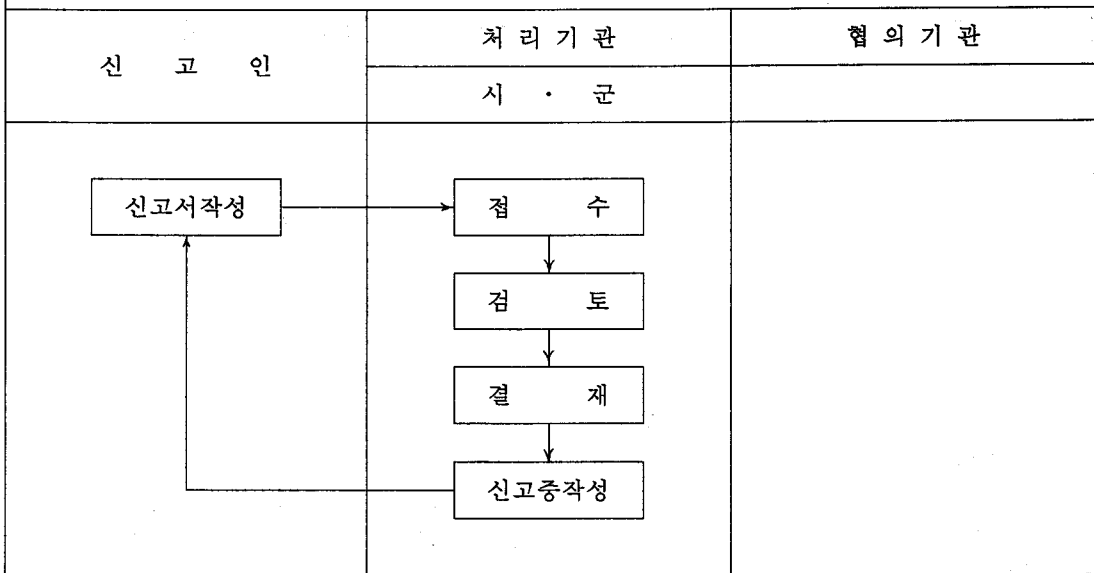 신 고 인
처 리 기 관
협 의 기 관
시 · 군
신고서작성
접 수
검 토
결 재
신고증작성